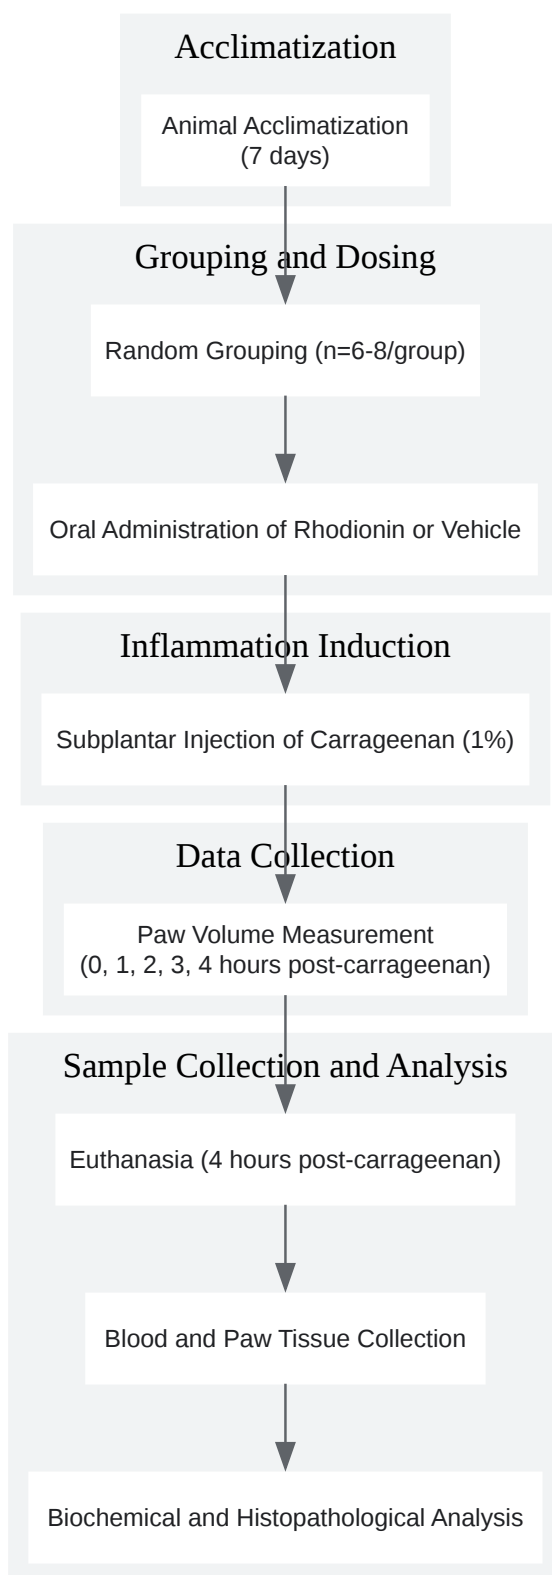 Acclimatization
Animal Acclimatization
(7 days)
Grouping and Dosing
Random Grouping (n=6-8/group)
Oral Administration of Rhodionin or Vehicle
Inflammation Induction
Subplantar Injection of Carrageenan (1%)
Data Collection
Paw Volume Measurement
(0, 1, 2, 3, 4 hours post-carrageenan)
Sample Collection and Analysis
Euthanasia (4 hours post-carrageenan)
Blood and Paw Tissue Collection
Biochemical and Histopathological Analysis